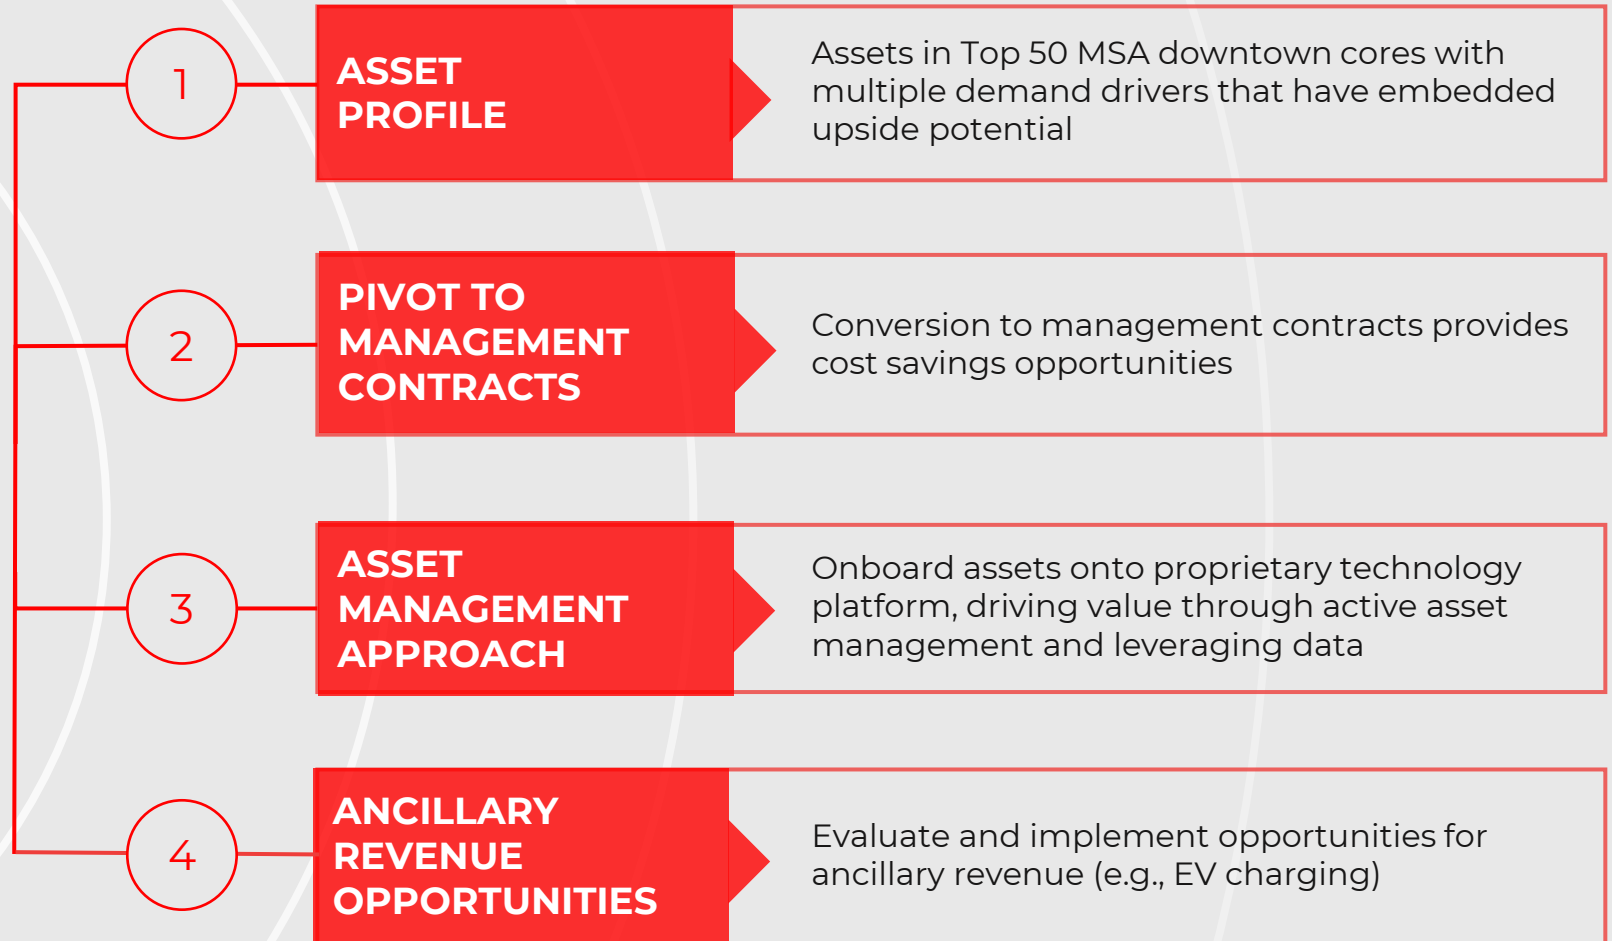 1
ASSET
PROFILE
Assets in Top 50 MSA downtown cores with
multiple demand drivers that have embedded
upside potential
2
PIVOT TO
MANAGEMENT
CONTRACTS
Conversion to management contracts provides
cost savings opportunities
3
ASSET
MANAGEMENT
APPROACH
Onboard assets onto proprietary technology
platform, driving value through active asset
management and leveraging data
4
ANCILLARY
REVENUE
OPPORTUNITIES
Evaluate and implement opportunities for
ancillary revenue (e.g., EV charging)